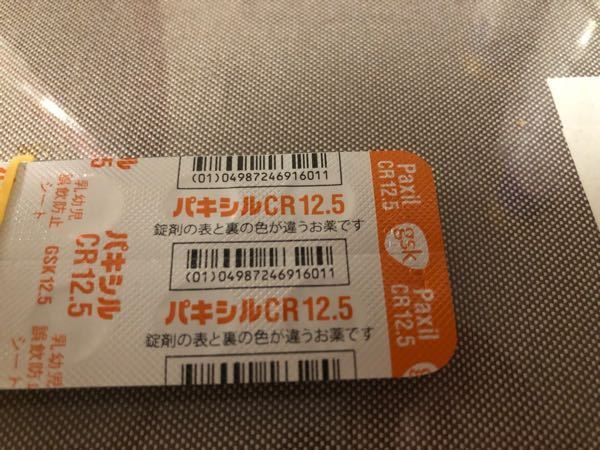 (01)04987246916011
パキシルCR12.5
錠剤の表と裏の色が違うお薬です
(01)04987246916011
パキシルCR12.5
錠剤の表と裏の色が違うお薬です
Paxil
CR12.5
gsk
Paxil
CR12.5
パキシル
CR12.5
乳幼児
誤飲防止
シート
GSK12.5
乳幼児
誤飲防止
シート
シル
.5